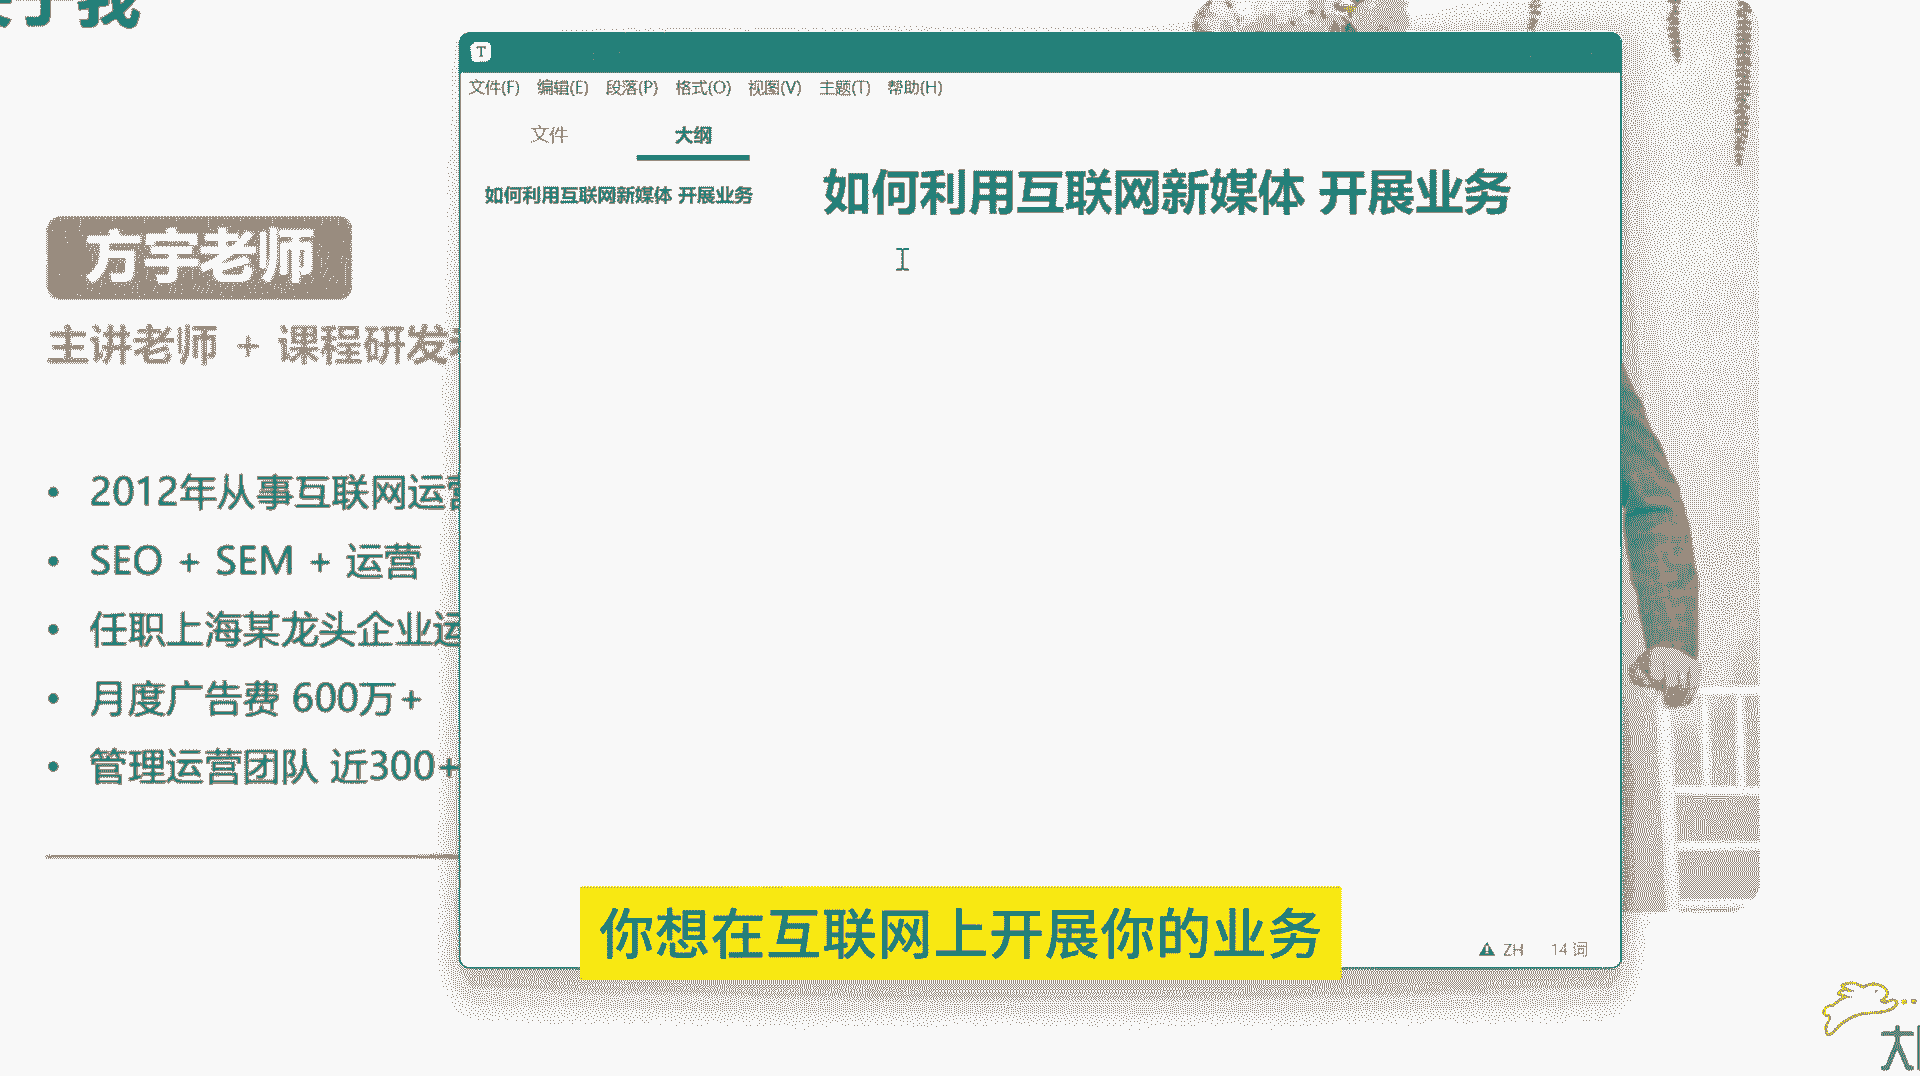 关于我
T
文件(F) 编辑(E) 段落(P) 格式(O) 视图(V) 主题(T) 帮助(H)
文件 大纲
如何利用互联网新媒体 开展业务
如何利用互联网新媒体 开展业务
方宇老师
主讲老师 + 课程研发
2012年从事互联网运营
SEO + SEM + 运营
任职上海某龙头企业运
月度广告费 600万+
管理运营团队 近300+
你想在互联网上开展你的业务
ZH 14 词
大